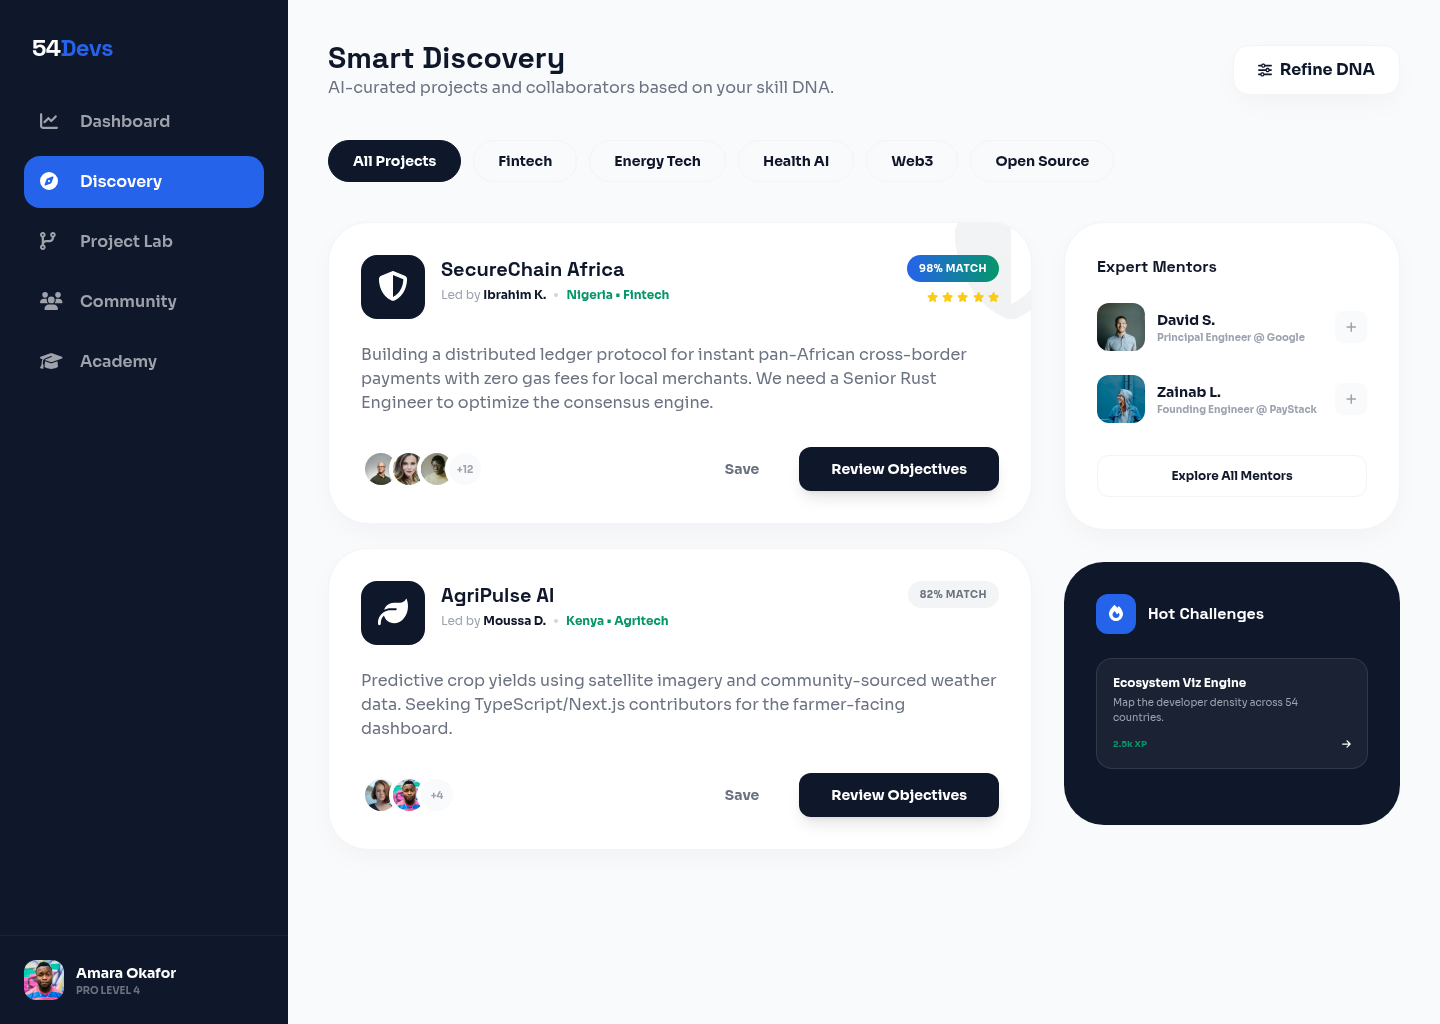 54Devs
Dashboard
Discovery
Project Lab
Community
Academy
Amara Okafor
PRO LEVEL 4
Smart Discovery
AI-curated projects and collaborators based on your skill DNA.
Refine DNA
All Projects
Fintech
Energy Tech
Health AI
Web3
Open Source
SecureChain Africa
Led by Ibrahim K. • Nigeria • Fintech
98% MATCH
Building a distributed ledger protocol for instant pan-African cross-border
payments with zero gas fees for local merchants. We need a Senior Rust
Engineer to optimize the consensus engine.
+12
Save
Review Objectives
AgriPulse AI
Led by Moussa D. • Kenya • Agritech
82% MATCH
Predictive crop yields using satellite imagery and community-sourced weather
data. Seeking TypeScript/Next.js contributors for the farmer-facing
dashboard.
+4
Save
Review Objectives
Expert Mentors
David S.
Principal Engineer @ Google
Zainab L.
Founding Engineer @ PayStack
Explore All Mentors
Hot Challenges
Ecosystem Viz Engine
Map the developer density across 54
countries.
2.5k XP